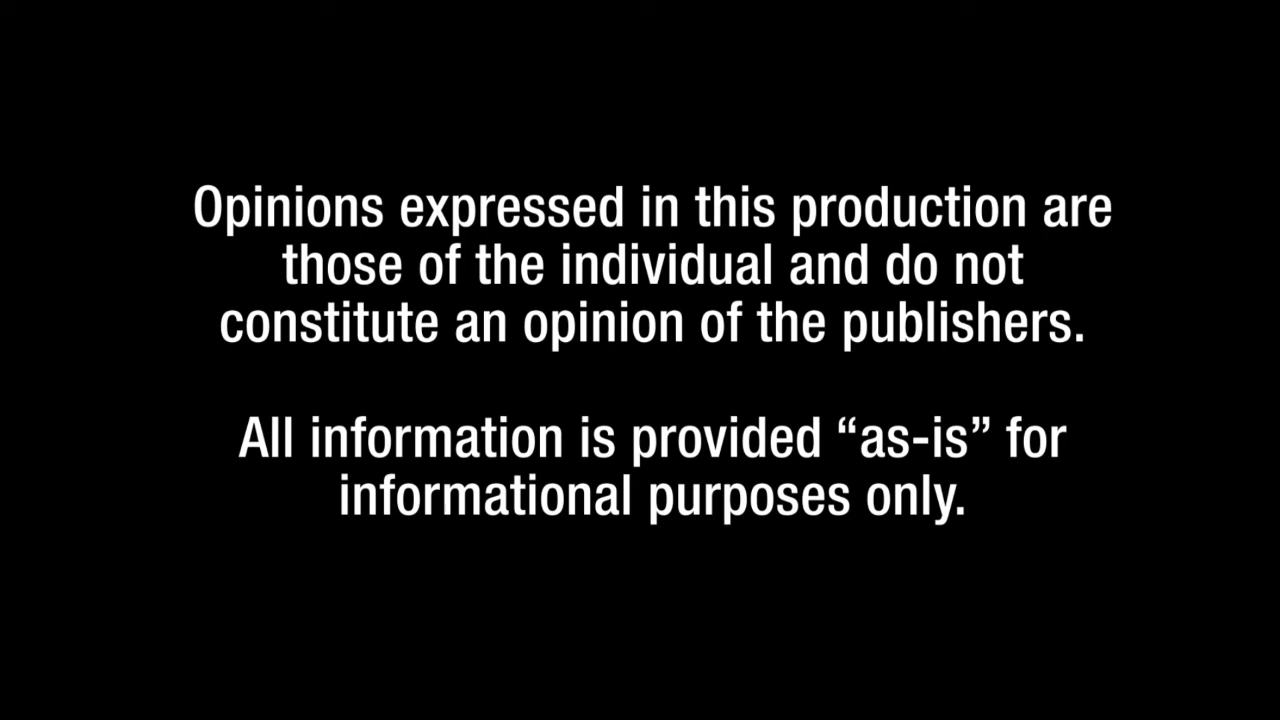 Opinions expressed in this production are
those of the individual and do not
constitute an opinion of the publishers.
All information is provided “as-is” for
informational purposes only.